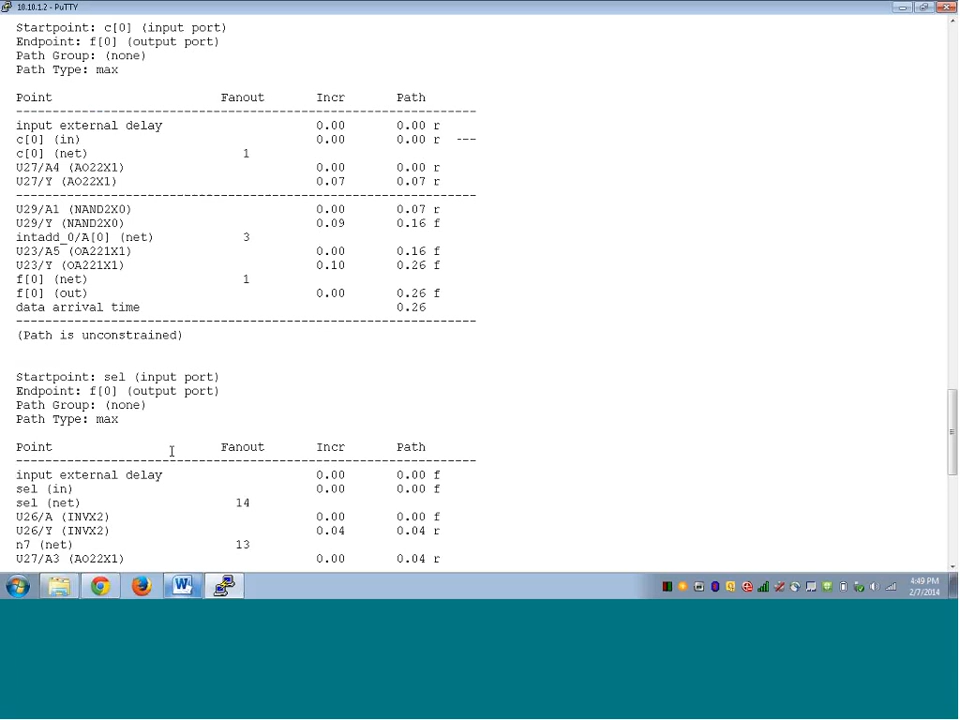 10.10.1.2 - PuTTY
Startpoint: c[0] (input port)
Endpoint: f[0] (output port)
Path Group: (none)
Path Type: max
Point Fanout Incr Path
--------------------------------------------------------
input external delay 0.00 0.00 r
c[0] (in) 0.00 0.00 r ---
c[0] (net) 1
U27/A4 (AO22X1) 0.00 0.00 r
U27/Y (AO22X1) 0.07 0.07 r
--------------------------------------------------------
U29/A1 (NAND2X0) 0.00 0.07 r
U29/Y (NAND2X0) 0.09 0.16 f
intadd_0/A[0] (net) 3
U23/A5 (OA221X1) 0.00 0.16 f
U23/Y (OA221X1) 0.10 0.26 f
f[0] (net) 1
f[0] (out) 0.00 0.26 f
data arrival time 0.26
--------------------------------------------------------
(Path is unconstrained)
Startpoint: sel (input port)
Endpoint: f[0] (output port)
Path Group: (none)
Path Type: max
Point Fanout Incr Path
--------------------------------------------------------
input external delay 0.00 0.00 f
sel (in) 0.00 0.00 f
sel (net) 14
U26/A (INVX2) 0.00 0.00 f
U26/Y (INVX2) 0.04 0.04 r
n7 (net) 13
U27/A3 (AO22X1) 0.00 0.04 r
4:49 PM
2/7/2014